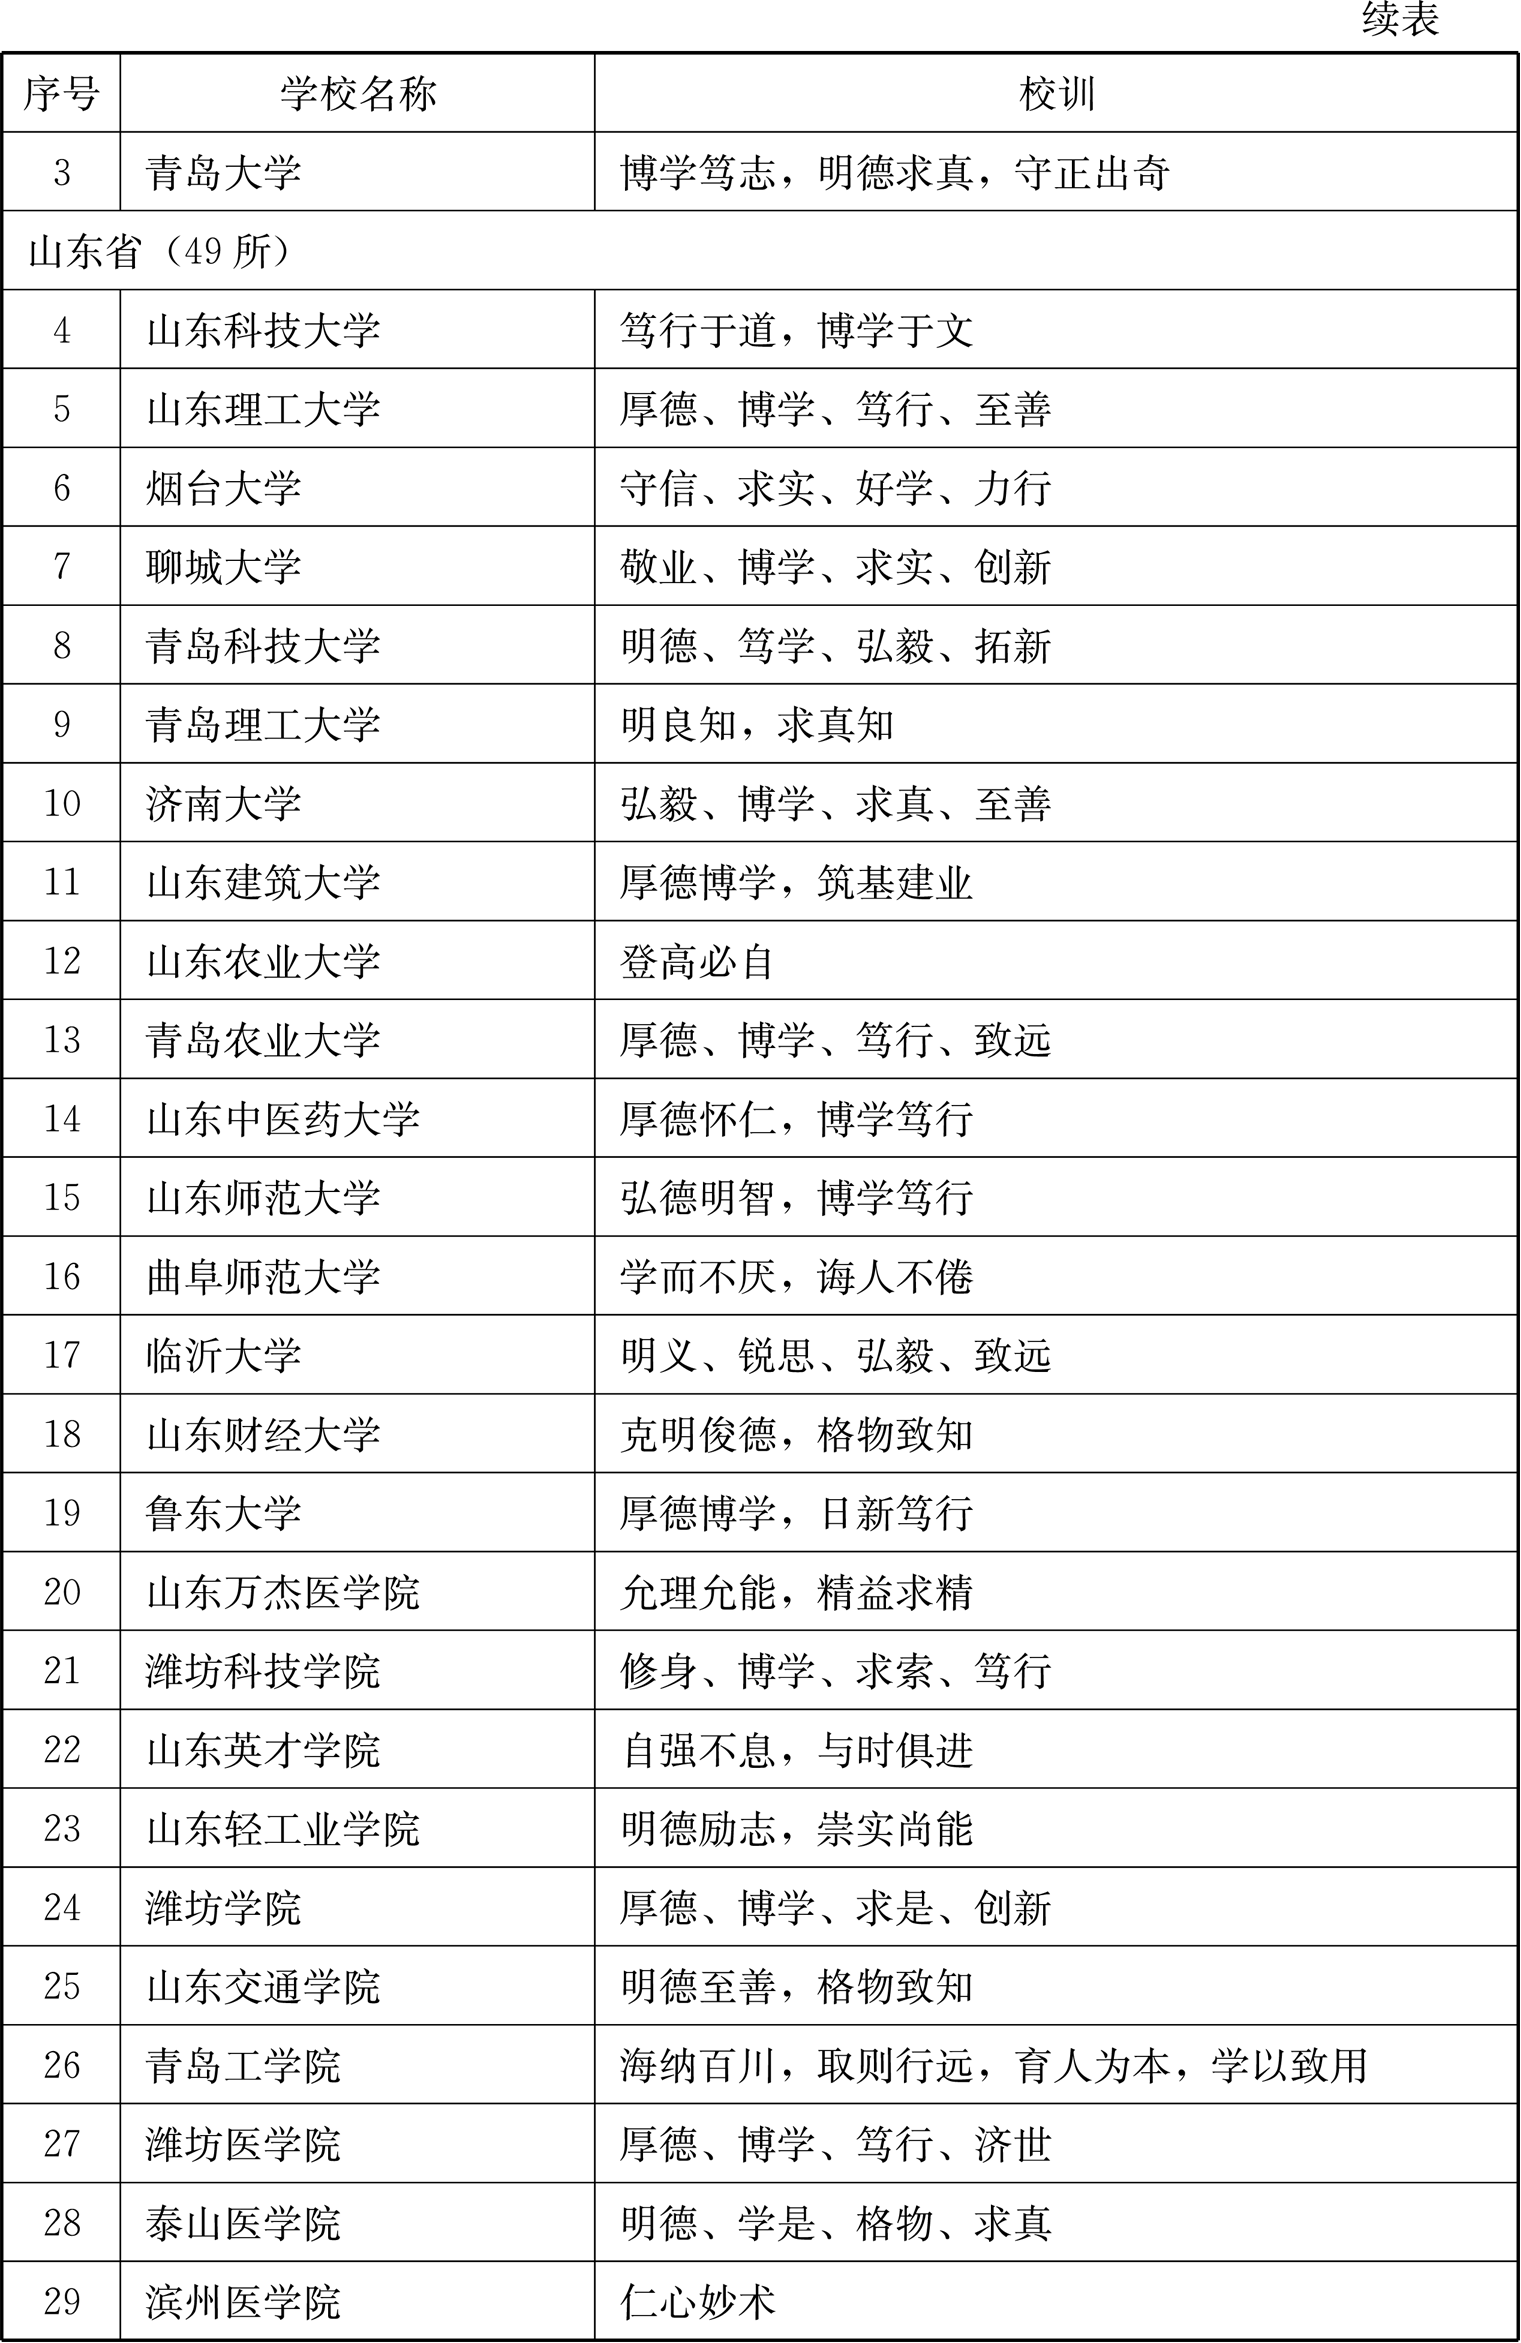 续表
序号 学校名称 校训
3 青岛大学 博学笃志，明德求真，守正出奇
山东省（49 所）
4 山东科技大学 笃行于道，博学于文
5 山东理工大学 厚德、博学、笃行、至善
6 烟台大学 守信、求实、好学、力行
7 聊城大学 敬业、博学、求实、创新
8 青岛科技大学 明德、笃学、弘毅、拓新
9 青岛理工大学 明良知，求真知
10 济南大学 弘毅、博学、求真、至善
11 山东建筑大学 厚德博学，筑基建业
12 山东农业大学 登高必自
13 青岛农业大学 厚德、博学、笃行、致远
14 山东中医药大学 厚德怀仁，博学笃行
15 山东师范大学 弘德明智，博学笃行
16 曲阜师范大学 学而不厌，诲人不倦
17 临沂大学 明义、锐思、弘毅、致远
18 山东财经大学 克明俊德，格物致知
19 鲁东大学 厚德博学，日新笃行
20 山东万杰医学院 允理允能，精益求精
21 潍坊科技学院 修身、博学、求索、笃行
22 山东英才学院 自强不息，与时俱进
23 山东轻工业学院 明德励志，崇实尚能
24 潍坊学院 厚德、博学、求是、创新
25 山东交通学院 明德至善，格物致知
26 青岛工学院 海纳百川，取则行远，育人为本，学以致用
27 潍坊医学院 厚德、博学、笃行、济世
28 泰山医学院 明德、学是、格物、求真
29 滨州医学院 仁心妙术